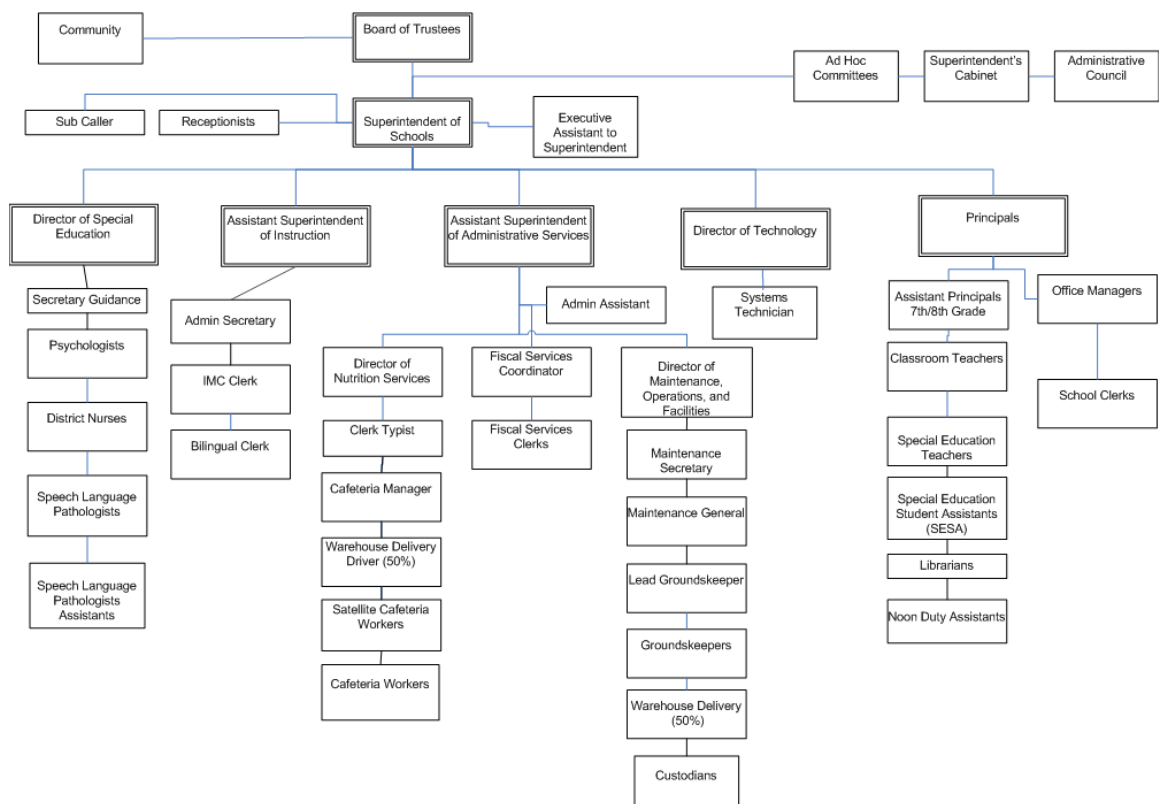 Community
Board of Trustees
Ad Hoc
Committees
Superintendent's
Cabinet
Administrative
Council
Sub Caller
Receptionists
Superintendent of
Schools
Executive
Assistant to
Superintendent
Director of Special
Education
Assistant Superintendent
of Instruction
Assistant Superintendent
of Administrative Services
Director of Technology
Principals
Secretary Guidance
Psychologists
District Nurses
Speech Language
Pathologists
Speech Language
Pathologists
Assistants
Admin Secretary
IMC Clerk
Bilingual Clerk
Admin Assistant
Director of
Nutrition Services
Clerk Typist
Cafeteria Manager
Warehouse Delivery
Driver (50%)
Satellite Cafeteria
Workers
Cafeteria Workers
Fiscal Services
Coordinator
Fiscal Services
Clerks
Director of
Maintenance,
Operations, and
Facilities
Maintenance
Secretary
Maintenance General
Lead Groundskeeper
Groundskeepers
Warehouse Delivery
(50%)
Custodians
Systems
Technician
Assistant Principals
7th/8th Grade
Classroom Teachers
Special Education
Teachers
Special Education
Student Assistants
(SESA)
Librarians
Noon Duty Assistants
Office Managers
School Clerks